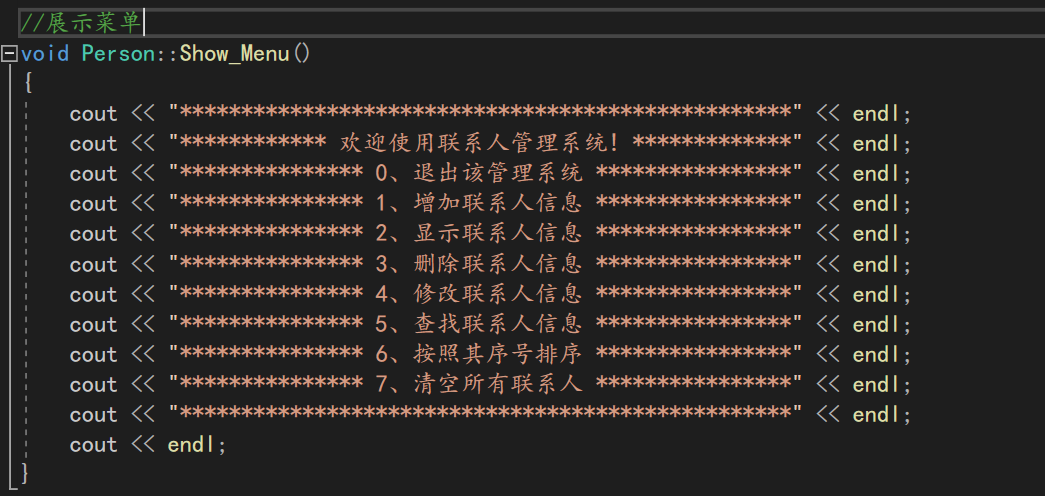 //展示菜单
void Person::Show_Menu()
{
cout << "**************************************************" << endl;
cout << "************ 欢迎使用联系人管理系统! *************" << endl;
cout << "*************** 0、退出该管理系统 ****************" << endl;
cout << "*************** 1、增加联系人信息 ****************" << endl;
cout << "*************** 2、显示联系人信息 ****************" << endl;
cout << "*************** 3、删除联系人信息 ****************" << endl;
cout << "*************** 4、修改联系人信息 ****************" << endl;
cout << "*************** 5、查找联系人信息 ****************" << endl;
cout << "*************** 6、按照其序号排序 ****************" << endl;
cout << "*************** 7、清空所有联系人 ****************" << endl;
cout << "**************************************************" << endl;
cout << endl;
}